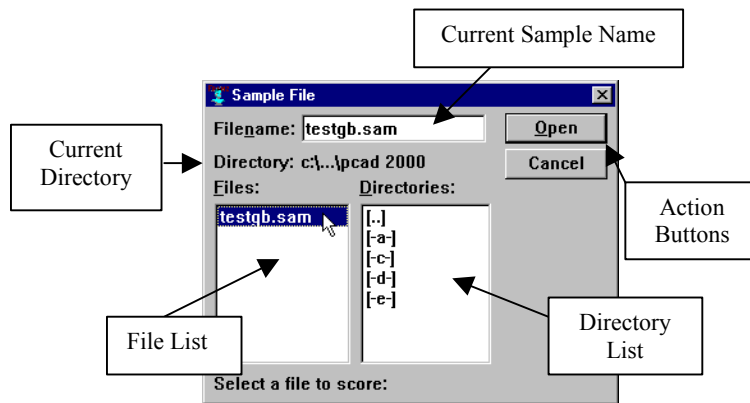 Current Sample Name
Sample File
Filename: testgb.sam
Open
Current
Directory
Directory: c:\...\pcad 2000
Cancel
Files:
Directories:
testgb.sam
[..]
[-a-]
[-c-]
[-d-]
[-e-]
Action
Buttons
File List
Directory
List
Select a file to score: